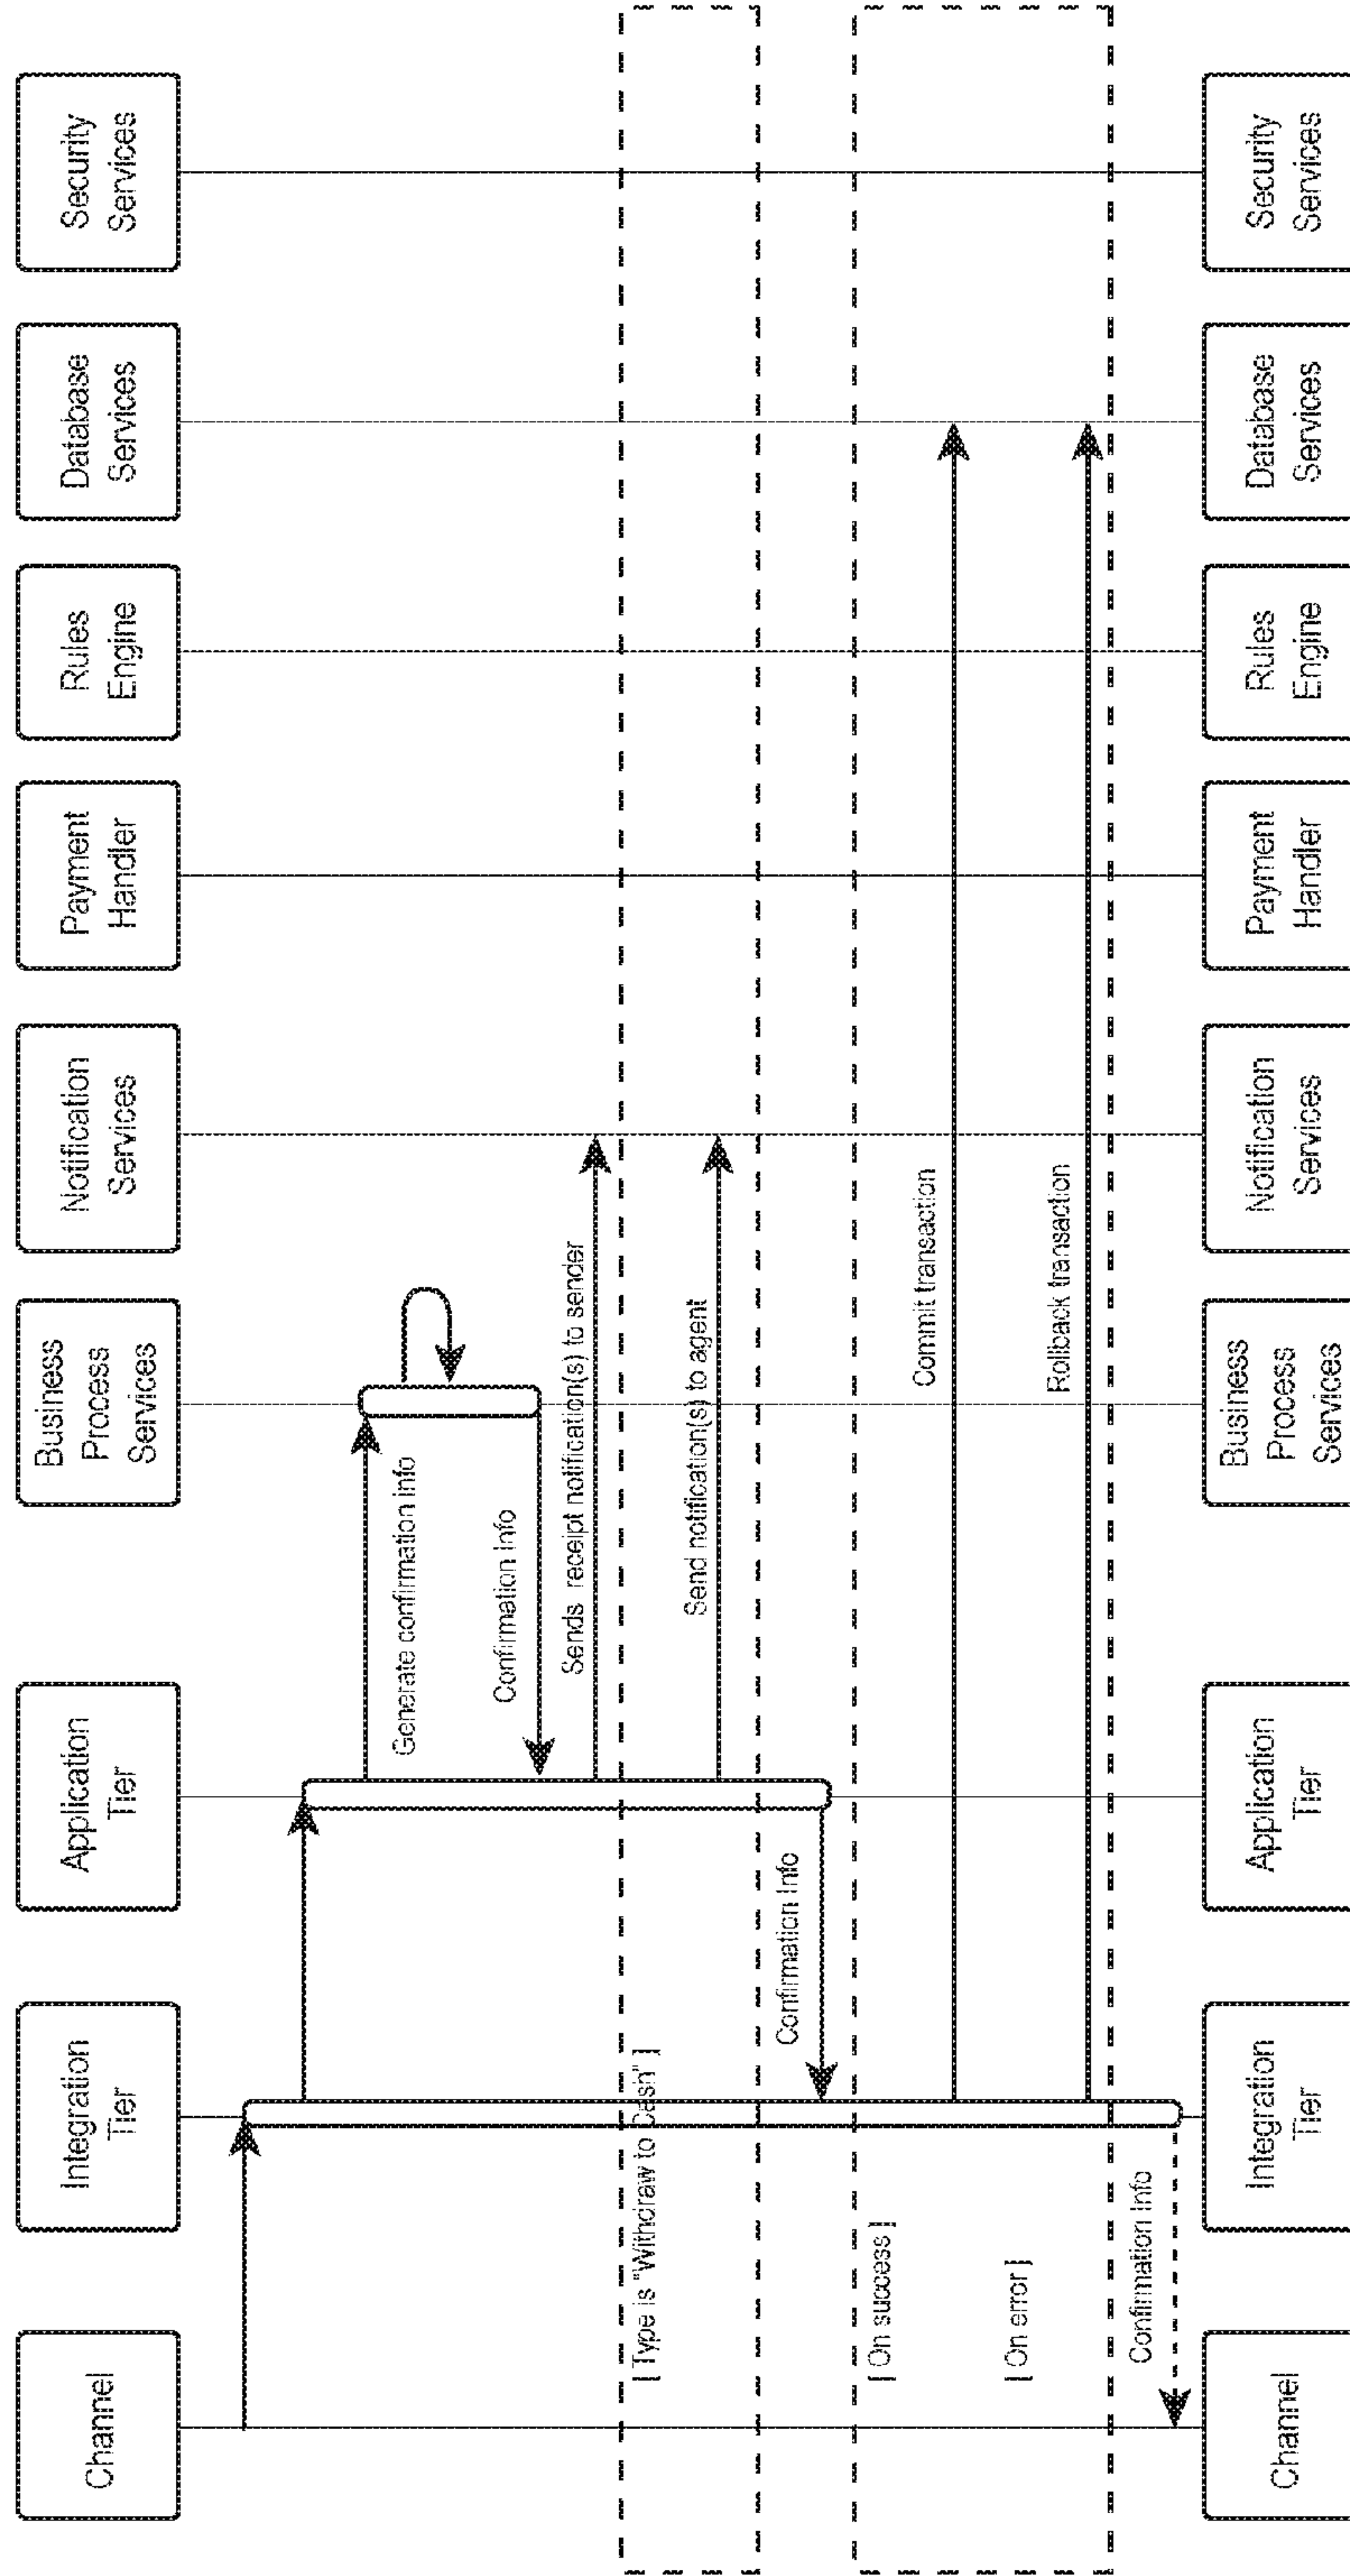 Channel
Integration
Tier
Application
Tier
Business
Process
Services
Notification
Services
Payment
Handler
Rules
Engine
Database
Services
Security
Services
Generate confirmation info
Confirmation Info
Sends receipt notification(s) to sender
[ Type is "Withdraw to Cash" ]
Send notification(s) to agent
Confirmation Info
[ On success ]
Commit transaction
[ On error ]
Rollback transaction
Confirmation Info
Channel
Integration
Tier
Application
Tier
Business
Process
Services
Notification
Services
Payment
Handler
Rules
Engine
Database
Services
Security
Services